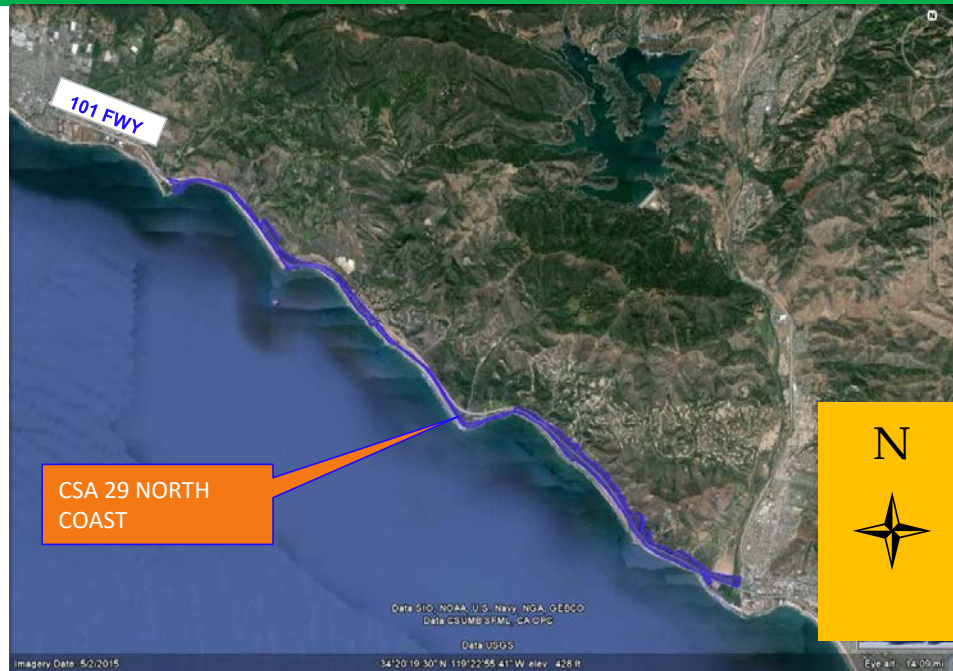 N
101 FWY
CSA 29 NORTH
COAST
N
Data SIO, NOAA, U.S. Navy, NGA, GEBCO
Data CSUMB SFML, CA OPC
Data USGS
Imagery Date: 5/2/2015 34°20'19.30" N 119°22'55.41" W elev 428 ft Eye alt 14.09 mi